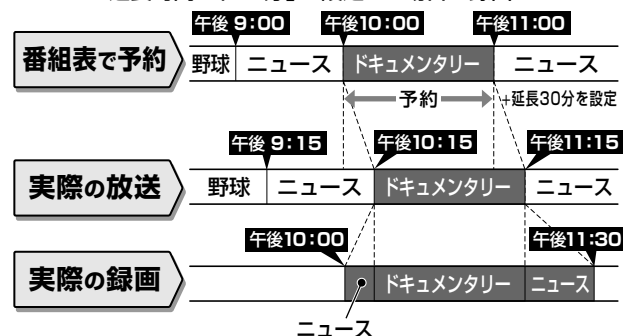 午後9:00 午後10:00 午後11:00
番組表で予約 野球 ニュース ドキュメンタリー ニュース
予約 +延長30分を設定
午後9:15 午後10:15 午後11:15
実際の放送 野球 ニュース ドキュメンタリー ニュース
午後10:00 午後11:30
実際の録画 ドキュメンタリー ニュース
ニュース